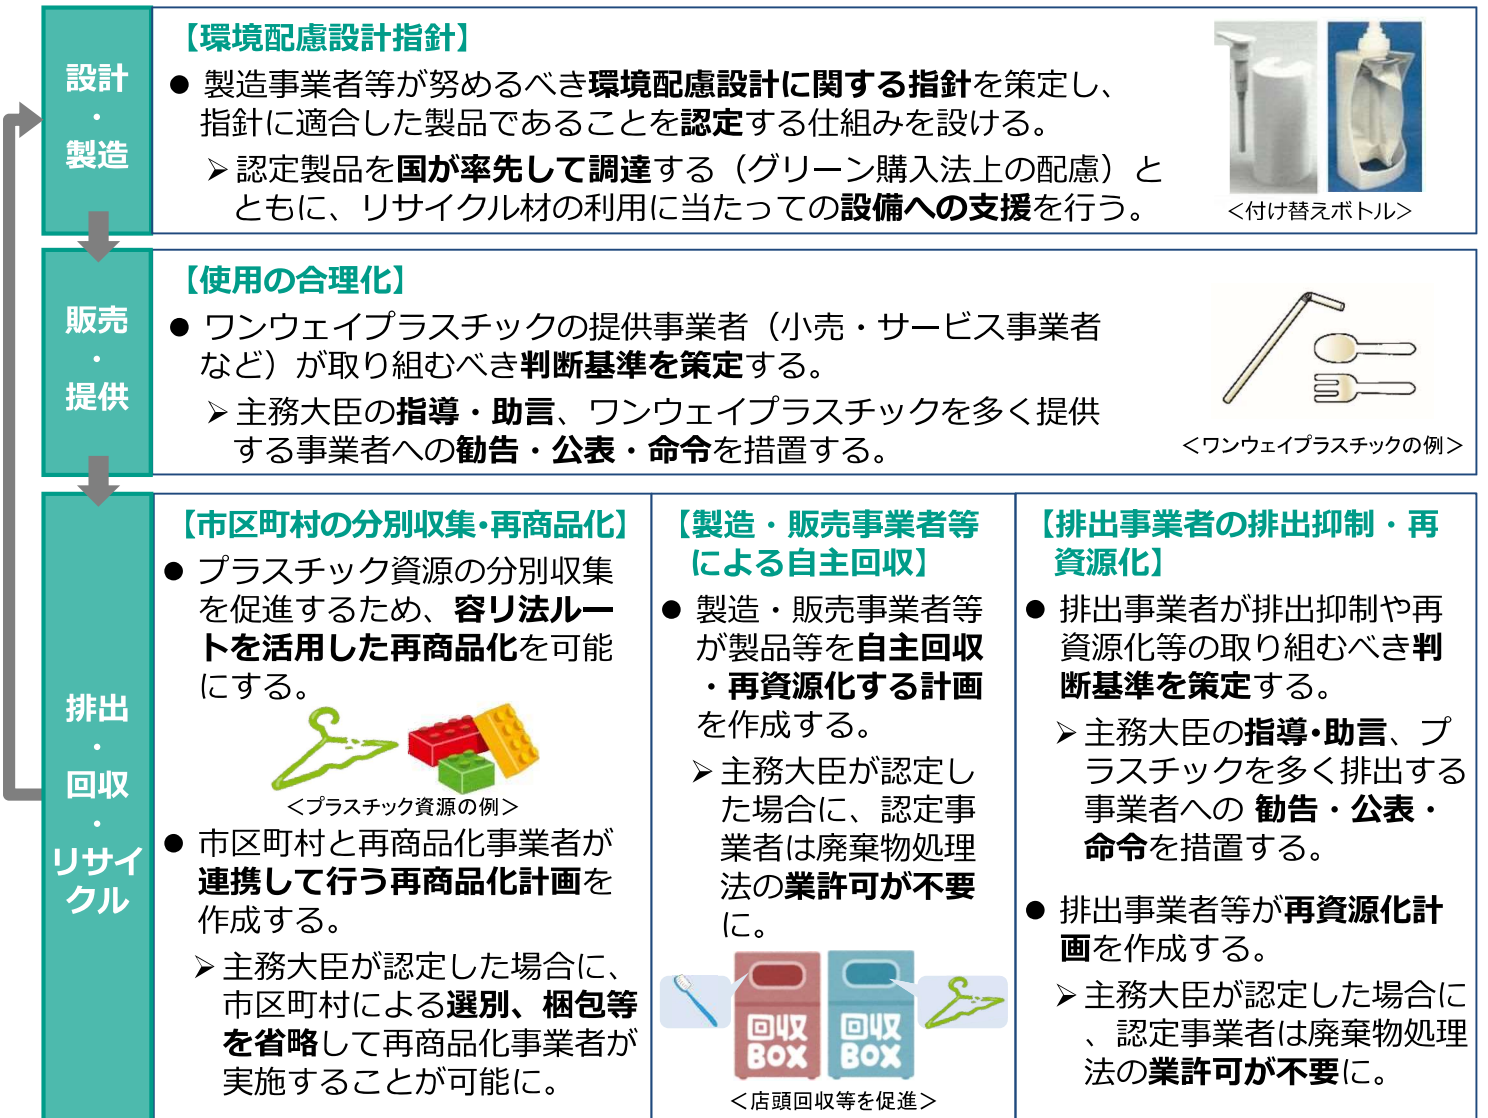 設計
・
製造
【環境配慮設計指針】
● 製造事業者等が努めるべき環境配慮設計に関する指針を策定し、
指針に適合した製品であることを認定する仕組みを設ける。
➢ 認定製品を国が率先して調達する（グリーン購入法上の配慮）と
ともに、リサイクル材の利用に当たっての設備への支援を行う。
＜付け替えボトル＞
販売
・
提供
【使用の合理化】
● ワンウェイプラスチックの提供事業者（小売・サービス事業者
など）が取り組むべき判断基準を策定する。
➢ 主務大臣の指導・助言、ワンウェイプラスチックを多く提供
する事業者への勧告・公表・命令を措置する。
＜ワンウェイプラスチックの例＞
排出
・
回収
・
リサイ
クル
【市区町村の分別収集・再商品化】
● プラスチック資源の分別収集
を促進するため、容リ法ルー
トを活用した再商品化を可能
にする。
＜プラスチック資源の例＞
● 市区町村と再商品化事業者が
連携して行う再商品化計画を
作成する。
➢ 主務大臣が認定した場合に、
市区町村による選別、梱包等
を省略して再商品化事業者が
実施することが可能に。
【製造・販売事業者等
による自主回収】
● 製造・販売事業者等
が製品等を自主回収
・再資源化する計画
を作成する。
➢ 主務大臣が認定し
た場合に、認定事
業者は廃棄物処理
法の業許可が不要
に。
回収
BOX
回収
BOX
＜店頭回収等を促進＞
【排出事業者の排出抑制・再
資源化】
● 排出事業者が排出抑制や再
資源化等の取り組むべき判
断基準を策定する。
➢ 主務大臣の指導・助言、プ
ラスチックを多く排出する
事業者への 勧告・公表・
命令を措置する。
● 排出事業者等が再資源化計
画を作成する。
➢ 主務大臣が認定した場合に
、認定事業者は廃棄物処理
法の業許可が不要に。